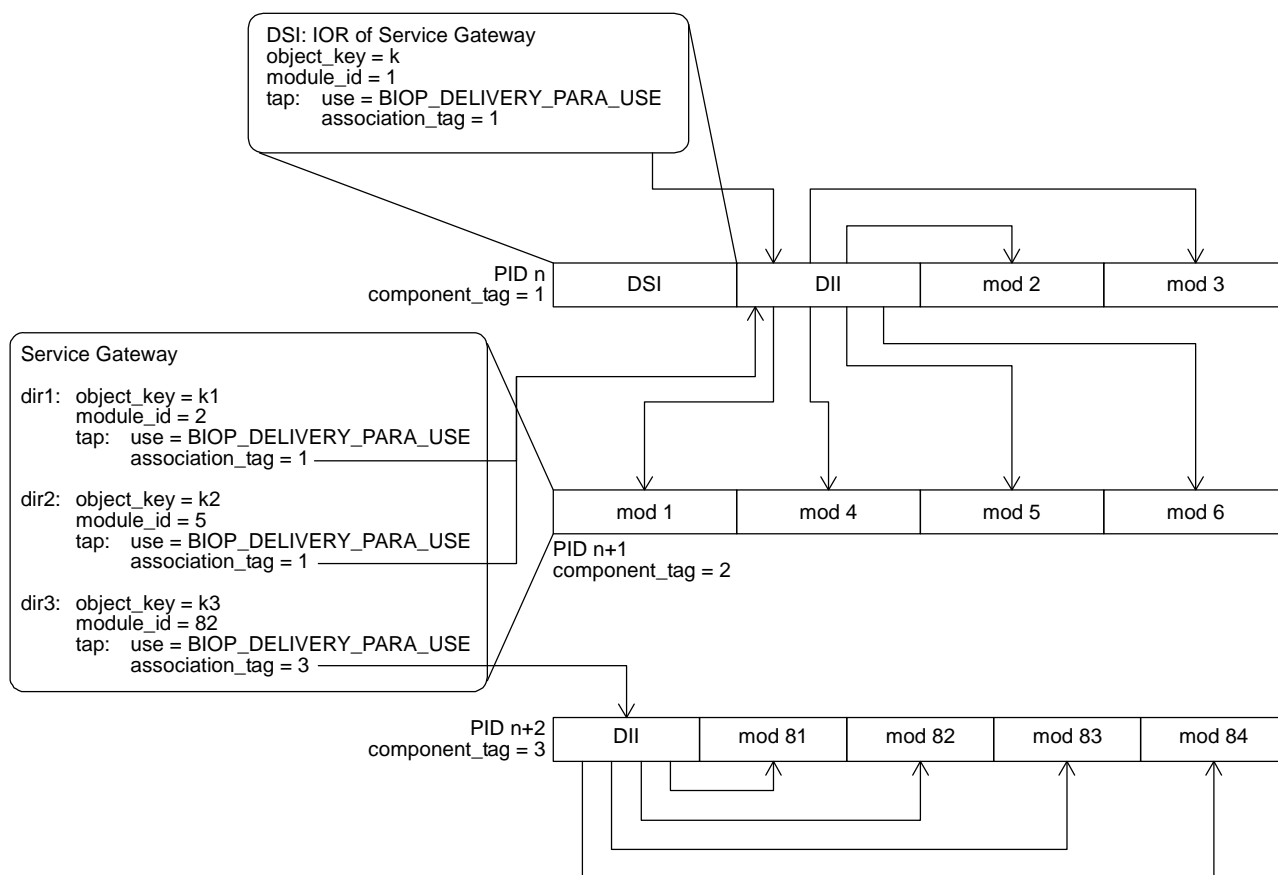 DSI: IOR of Service Gateway
object_key = k
module_id = 1
tap: use = BIOP_DELIVERY_PARA_USE
association_tag = 1
PID n
component_tag = 1
DSI
DII
mod 2
mod 3
Service Gateway
dir1: object_key = k1
module_id = 2
tap: use = BIOP_DELIVERY_PARA_USE
association_tag = 1
dir2: object_key = k2
module_id = 5
tap: use = BIOP_DELIVERY_PARA_USE
association_tag = 1
dir3: object_key = k3
module_id = 82
tap: use = BIOP_DELIVERY_PARA_USE
association_tag = 3
mod 1
mod 4
mod 5
mod 6
PID n+1
component_tag = 2
PID n+2
component_tag = 3
DII
mod 81
mod 82
mod 83
mod 84